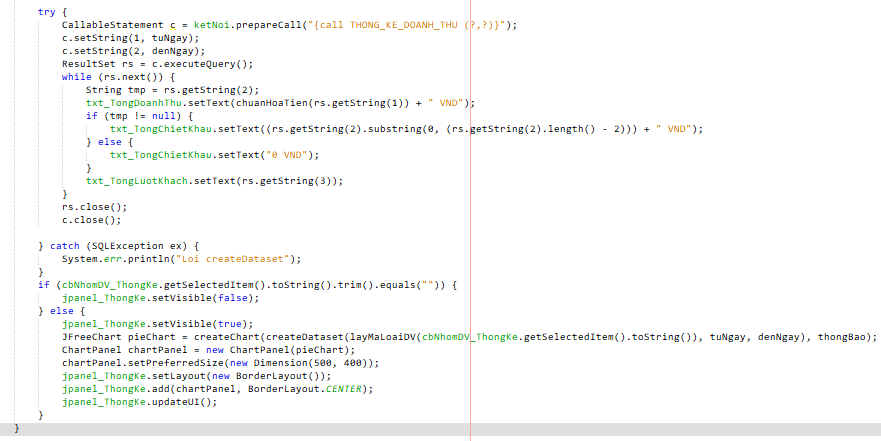 try {
CallableStatement c = ketNoi.prepareCall("{call THONG_KE_DOANH_THU (?,?)}");
c.setString(1, tuNgay);
c.setString(2, denNgay);
ResultSet rs = c.executeQuery();
while (rs.next()) {
String tmp = rs.getString(2);
txt_TongDoanhThu.setText(chuanHoaTien(rs.getString(1)) + " VND");
if (tmp != null) {
txt_TongChietKhau.setText((rs.getString(2).substring(0, (rs.getString(2).length() - 2))) + " VND");
} else {
txt_TongChietKhau.setText("0 VND");
}
txt_TongLuotKhach.setText(rs.getString(3));
}
rs.close();
c.close();
} catch (SQLException ex) {
System.err.println("Loi createDataset");
}
if (cbNhomDV_ThongKe.getSelectedItem().toString().trim().equals("")) {
jpanel_ThongKe.setVisible(false);
} else {
jpanel_ThongKe.setVisible(true);
JFreeChart pieChart = createChart(createDataset(layMaLoaiDV(cbNhomDV_ThongKe.getSelectedItem().toString()), tuNgay, denNgay), thongBao);
ChartPanel chartPanel = new ChartPanel(pieChart);
chartPanel.setPreferredSize(new Dimension(500, 400));
jpanel_ThongKe.setLayout(new BorderLayout());
jpanel_ThongKe.add(chartPanel, BorderLayout.CENTER);
jpanel_ThongKe.updateUI();
}
}